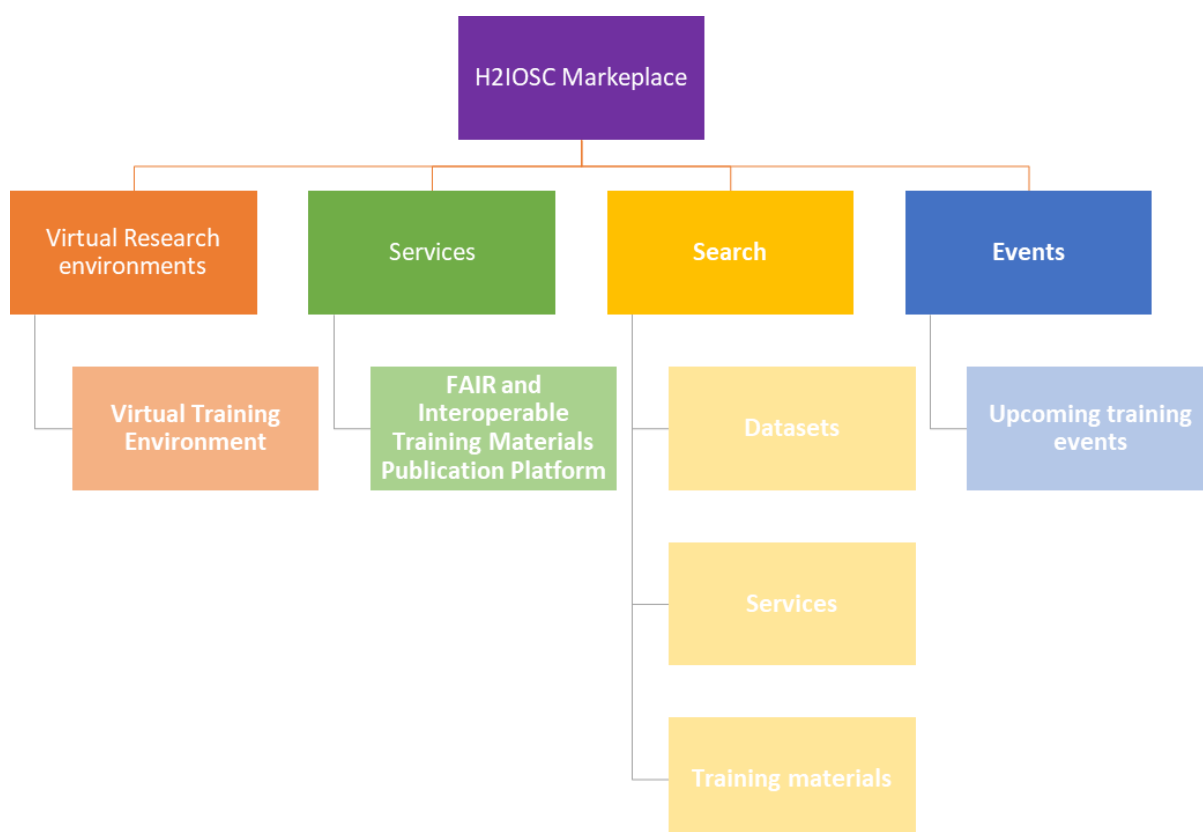 H2IOSC Markeplace
Virtual Research
environments
Services
Search
Events
Virtual Training
Environment
FAIR and
Interoperable
Training Materials
Publication Platform
Datasets
Upcoming training
events
Services
Training materials